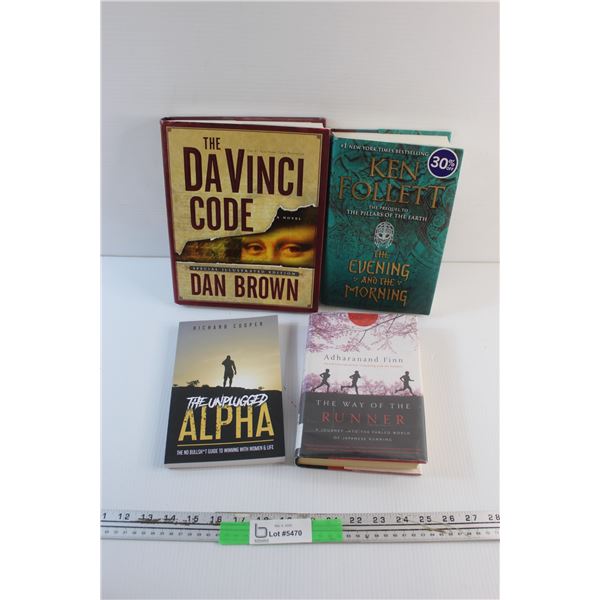 THE
DA VINCI
CODE
A NOVEL
SPECIAL ILLUSTRATED EDITION
DAN BROWN
#1 NEW YORK TIMES BESTSELLING
30%
OFF
KEN
FOLLETT
THE PREQUEL TO
THE PILLARS OF THE EARTH
THE
EVENING
AND THE
MORNING
RICHARD COOPER
THE UNPLUGGED
ALPHA
THE NO BULLSH*T GUIDE TO WINNING WITH WOMEN & LIFE
Adharanand Finn
THE WAY OF THE
RUNNER
A JOURNEY INTO THE FABLED WORLD
OF JAPANESE RUNNING
12 13 14 15 16 17 18 19 20 21 22 23 24 25 26 27 28
b
Lot #5470